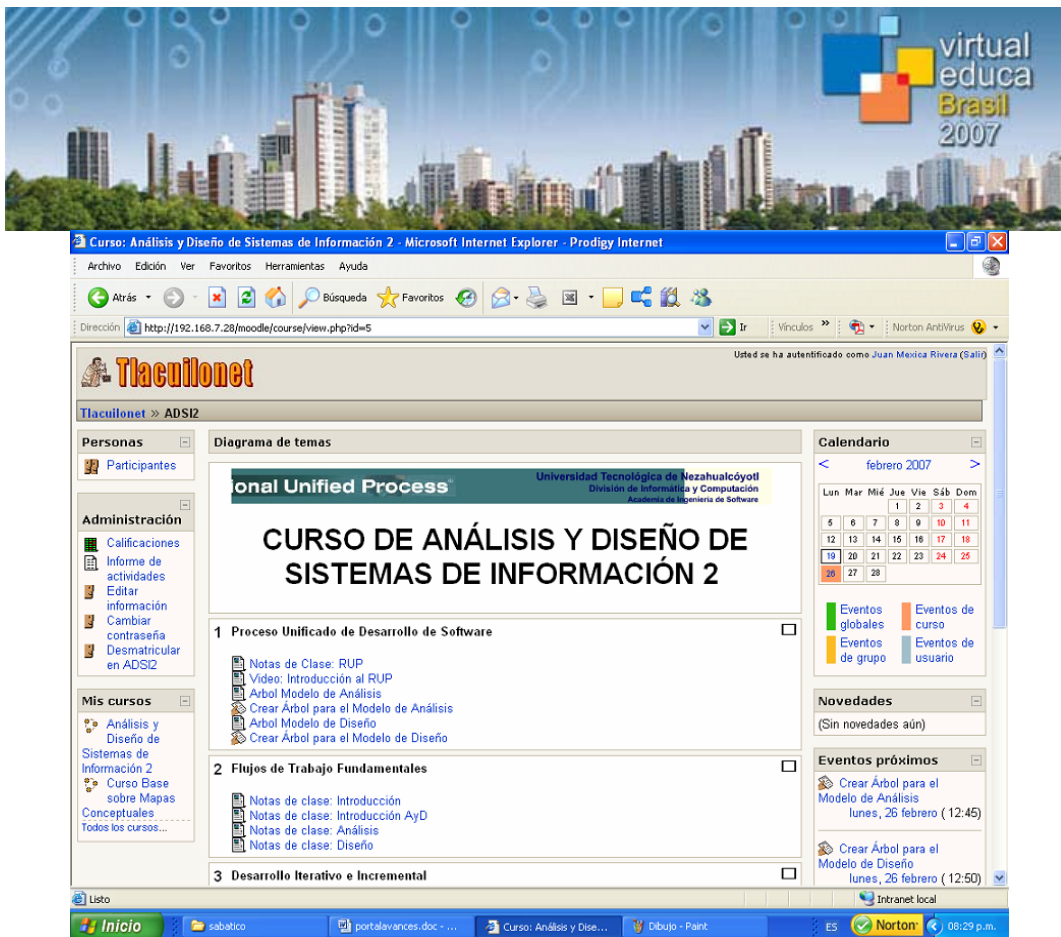 virtual
educa
Brasil
2007
Curso: Análisis y Diseño de Sistemas de Información 2 - Microsoft Internet Explorer - Prodigy Internet
Archivo Edición Ver Favoritos Herramientas Ayuda
Atrás Búsqueda Favoritos
Dirección http://192.168.7.28/moodle/course/view.php?id=5 Ir Vínculos » Norton AntiVirus
Usted se ha autentificado como Juan Mexica Rivera (Salir)
Tlacuilonet
Tlacuilonet » ADSI2
Personas
Participantes
Administración
Calificaciones
Informe de
actividades
Editar
información
Cambiar
contraseña
Desmatricular
en ADSI2
Mis cursos
Análisis y
Diseño de
Sistemas de
Información 2
Curso Base
sobre Mapas
Conceptuales
Todos los cursos...
Diagrama de temas
ional Unified Process
Universidad Tecnológica de Nezahualcóyotl
División de Informática y Computación
Academia de Ingeniería de Software
CURSO DE ANÁLISIS Y DISEÑO DE
SISTEMAS DE INFORMACIÓN 2
1 Proceso Unificado de Desarrollo de Software
Notas de Clase: RUP
Video: Introducción al RUP
Arbol Modelo de Análisis
Crear Árbol para el Modelo de Análisis
Arbol Modelo de Diseño
Crear Árbol para el Modelo de Diseño
2 Flujos de Trabajo Fundamentales
Notas de clase: Introducción
Notas de clase: Introducción AyD
Notas de clase: Análisis
Notas de clase: Diseño
3 Desarrollo Iterativo e Incremental
Calendario
< febrero 2007 >
Lun Mar Mié Jue Vie Sáb Dom
1 2 3 4
5 6 7 8 9 10 11
12 13 14 15 16 17 18
19 20 21 22 23 24 25
26 27 28
Eventos
globales
Eventos de
curso
Eventos
de grupo
Eventos de
usuario
Novedades
(Sin novedades aún)
Eventos próximos
Crear Árbol para el
Modelo de Análisis
lunes, 26 febrero ( 12:45)
Crear Árbol para el
Modelo de Diseño
lunes, 26 febrero ( 12:50)
Listo Intranet local
Inicio sabatico portalavances.doc - ... Curso: Análisis y Dise... Dibujo - Paint ES Norton 08:29 p.m.